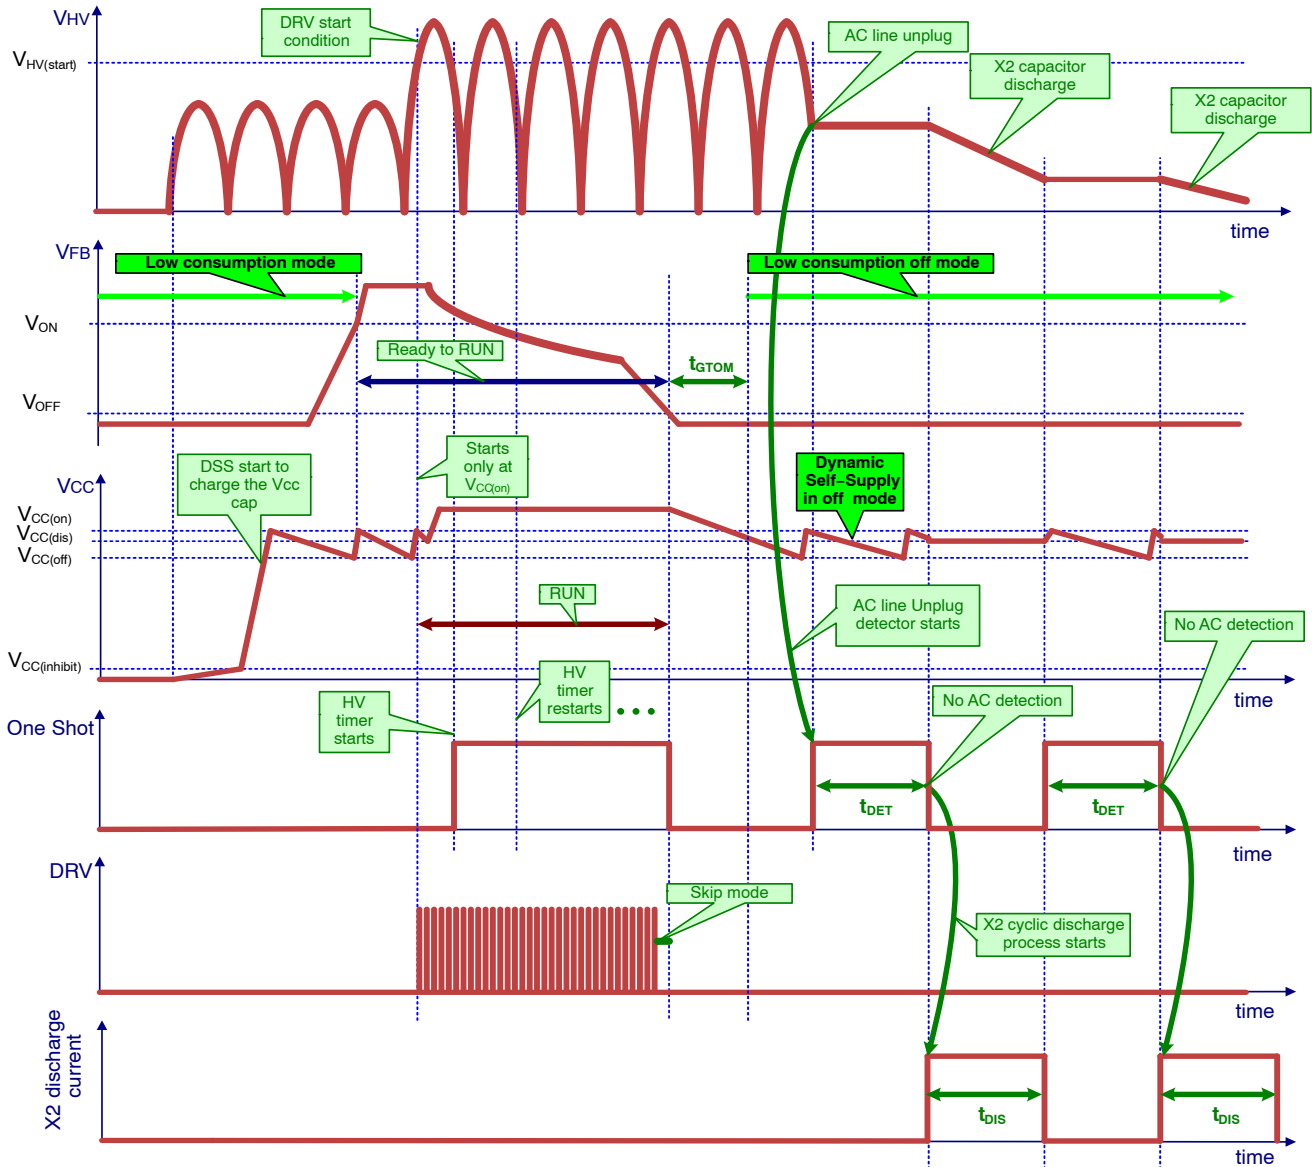 VHV
DRV start
condition
AC line unplug
VHV(start)
X2 capacitor
discharge
X2 capacitor
discharge
time
VFB
Low consumption mode
Low consumption off mode
VON
Ready to RUN
tGTOM
VOFF
Starts
only at
VCC(on)
DSS start to
charge the Vcc
cap
Dynamic
Self-Supply
in off mode
VCC
VCC(on)
VCC(dis)
VCC(off)
RUN
AC line Unplug
detector starts
No AC detection
VCC(inhibit)
HV
timer
restarts
time
HV
timer
starts
No AC detection
One Shot
tDET
tDET
time
DRV
Skip mode
X2 cyclic discharge
process starts
time
X2 discharge
current
tDIS
tDIS
time